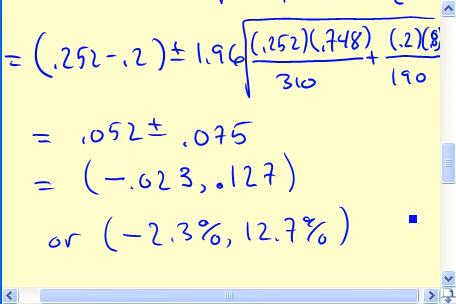 = (.252-.2) ± 1.96 √( (.252)(.748)/310 + (.2)(.8)/190
= .052 ± .075
= (-.023, .127)
or (-2.3%, 12.7%)